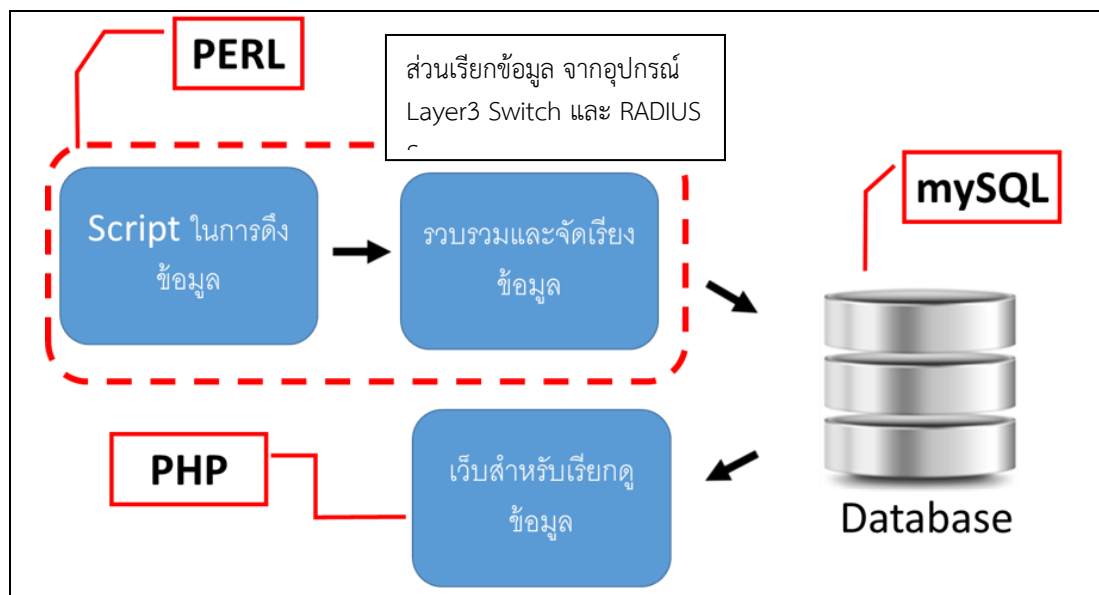 PERL
ส่วนเรียกข้อมูล จากอุปกรณ์
Layer3 Switch และ RADIUS
mySQL
Script ในการดึง
ข้อมูล
รวบรวมและจัดเรียง
ข้อมูล
PHP
เว็บสำหรับเรียกดู
ข้อมูล
Database